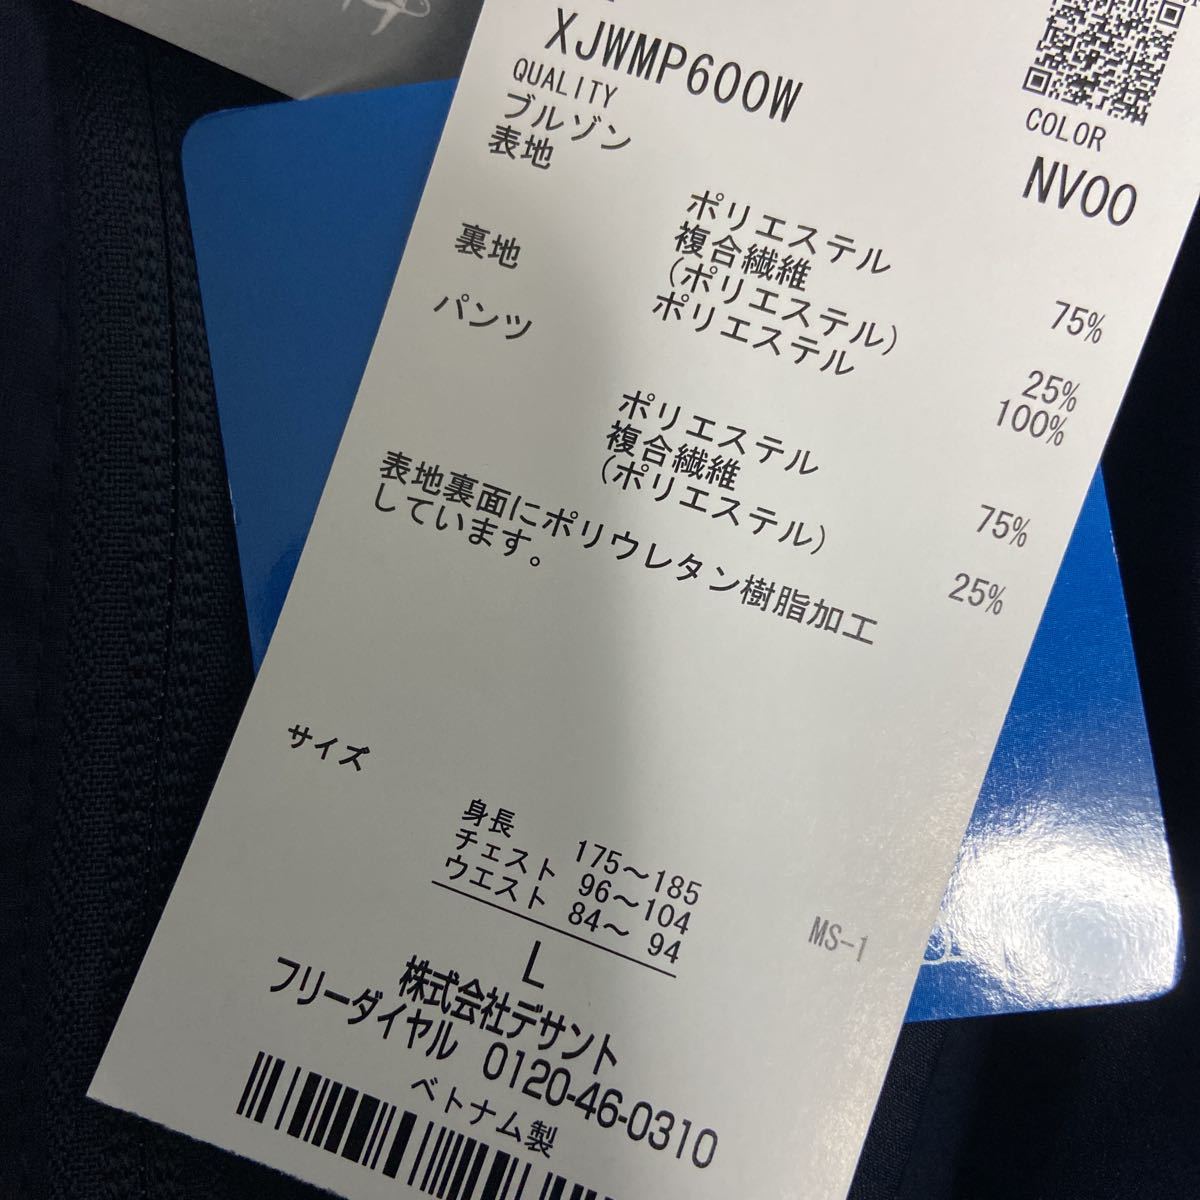 XJWMP600W
QUALITY
ブルゾン
表地
COLOR
NV00
ポリエステル 75%
複合繊維
(ポリエステル) 25%
裏地 ポリエステル 100%
パンツ
ポリエステル 75%
複合繊維
(ポリエステル) 25%
表地裏面にポリウレタン樹脂加工
しています。
サイズ
身長 175～185
チェスト 96～104
ウエスト 84～ 94
MS-1
L
株式会社デサント
フリーダイヤル 0120-46-0310
ベトナム製